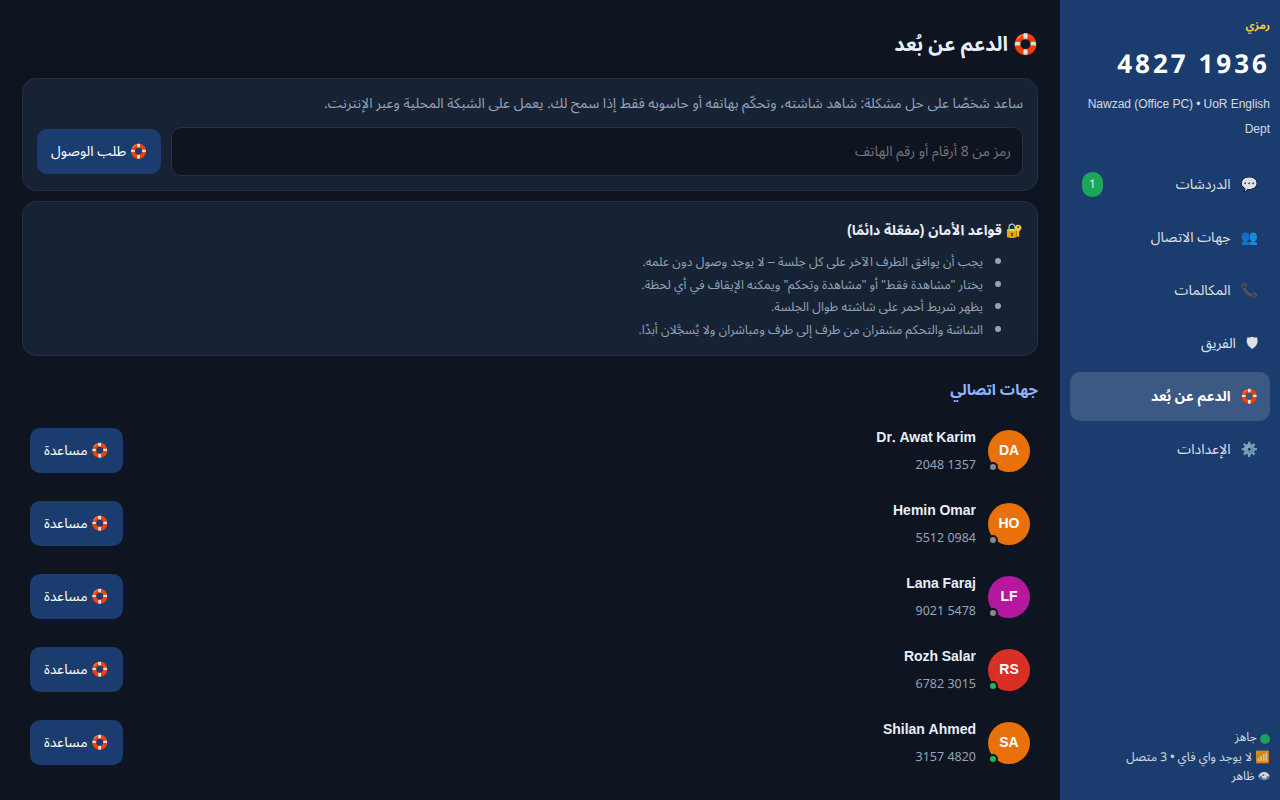 رمزي
4827 1936
Nawzad (Office PC) • UoR English
Dept
💬 الدردشات 1
👥 جهات الاتصال
📞 المكالمات
🛡 الفريق
🛟 الدعم عن بُعد
⚙️ الإعدادات
جاهز
📶 لا يوجد واي فاي • 3 متصل
👁 ظاهر
🛟 الدعم عن بُعد
ساعد شخصًا على حل مشكلة: شاهد شاشته، وتحكّم بهاتفه أو حاسوبه فقط إذا سمح لك. يعمل على الشبكة المحلية وعبر الإنترنت.
رمز من 8 أرقام أو رقم الهاتف
🛟 طلب الوصول
🔐 قواعد الأمان (مفعّلة دائمًا)
• يجب أن يوافق الطرف الآخر على كل جلسة – لا يوجد وصول دون علمه.
• يختار "مشاهدة فقط" أو "مشاهدة وتحكم" ويمكنه الإيقاف في أي لحظة.
• يظهر شريط أحمر على شاشته طوال الجلسة.
• الشاشة والتحكم مشفران من طرف إلى طرف ومباشران ولا يُسجَّلان أبدًا.
جهات اتصالي
DA
Dr. Awat Karim
2048 1357
🛟 مساعدة
HO
Hemin Omar
5512 0984
🛟 مساعدة
LF
Lana Faraj
9021 5478
🛟 مساعدة
RS
Rozh Salar
6782 3015
🛟 مساعدة
SA
Shilan Ahmed
3157 4820
🛟 مساعدة